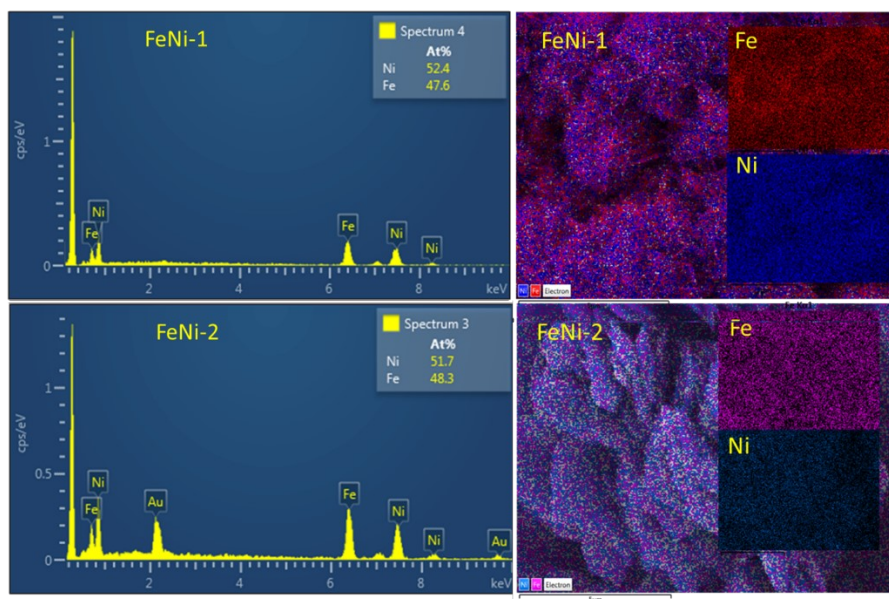 FeNi-1
Spectrum 4
At%
Ni 52.4
Fe 47.6
cps/eV
1
0
Fe
Ni
Fe
Ni
Ni
2
4
6
8
keV
FeNi-1
Fe
Ni
Ni Fe Electron
FeNi-2
Spectrum 3
At%
Ni 51.7
Fe 48.3
cps/eV
1
0.5
0
Fe
Ni
Au
Fe
Ni
Ni
Au
2
4
6
8
keV
FeNi-2
Fe
Ni
Ni Fe Electron